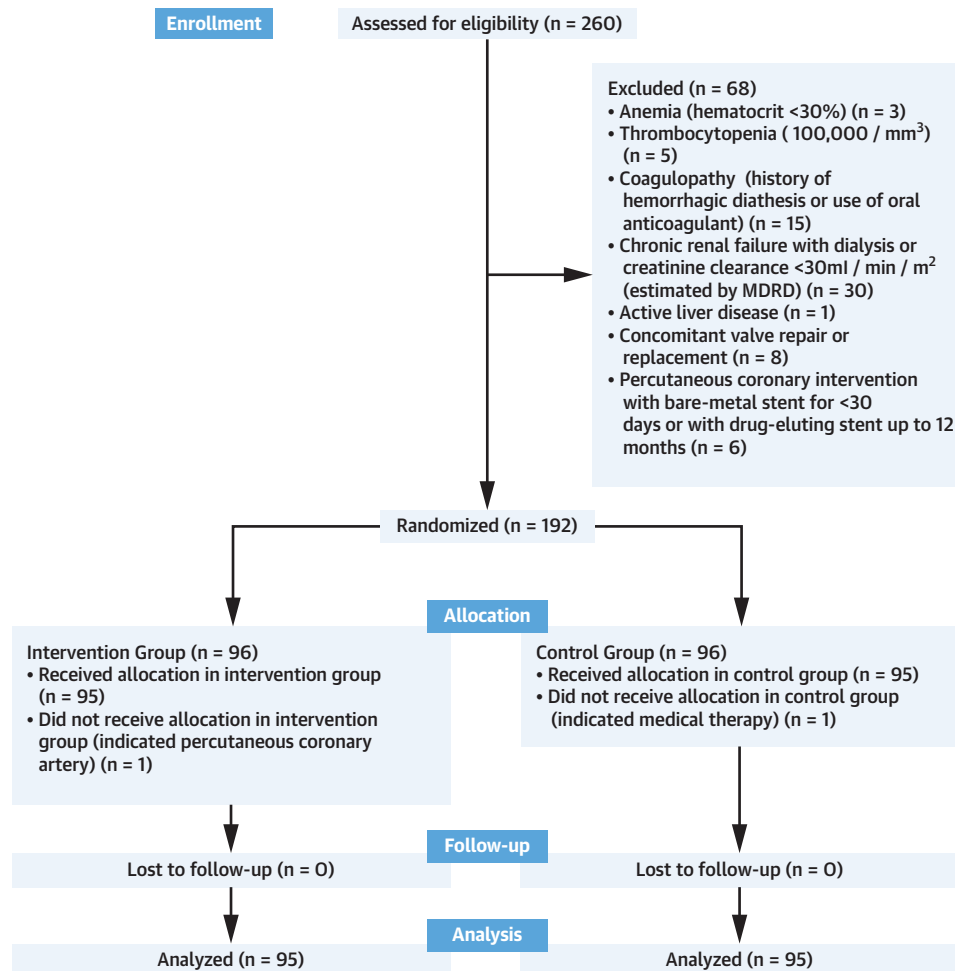 Enrollment
Assessed for eligibility (n = 260)
Excluded (n = 68)
• Anemia (hematocrit <30%) (n = 3)
• Thrombocytopenia ( 100,000 / mm³)
(n = 5)
• Coagulopathy (history of
hemorrhagic diathesis or use of oral
anticoagulant) (n = 15)
• Chronic renal failure with dialysis or
creatinine clearance <30ml / min / m²
(estimated by MDRD) (n = 30)
• Active liver disease (n = 1)
• Concomitant valve repair or
replacement (n = 8)
• Percutaneous coronary intervention
with bare-metal stent for <30
days or with drug-eluting stent up to 12
months (n = 6)
Randomized (n = 192)
Allocation
Intervention Group (n = 96)
• Received allocation in intervention group
(n = 95)
• Did not receive allocation in intervention
group (indicated percutaneous coronary
artery) (n = 1)
Control Group (n = 96)
• Received allocation in control group (n = 95)
• Did not receive allocation in control group
(indicated medical therapy) (n = 1)
Follow-up
Lost to follow-up (n = 0)
Lost to follow-up (n = 0)
Analysis
Analyzed (n = 95)
Analyzed (n = 95)